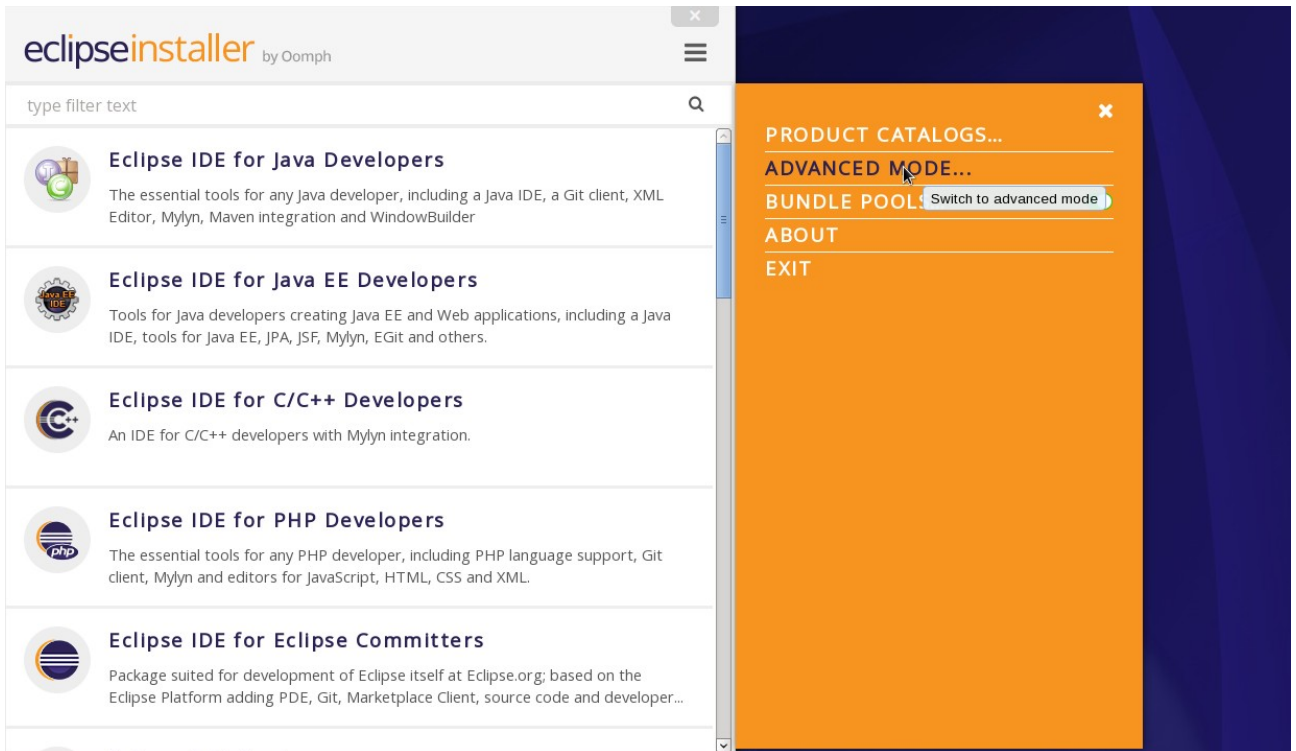 eclipseinstaller by Oomph
type filter text
Eclipse IDE for Java Developers
The essential tools for any Java developer, including a Java IDE, a Git client, XML
Editor, Mylyn, Maven integration and WindowBuilder
Java EE
IDE
Eclipse IDE for Java EE Developers
Tools for Java developers creating Java EE and Web applications, including a Java
IDE, tools for Java EE, JPA, JSF, Mylyn, EGit and others.
C++
Eclipse IDE for C/C++ Developers
An IDE for C/C++ developers with Mylyn integration.
php
Eclipse IDE for PHP Developers
The essential tools for any PHP developer, including PHP language support, Git
client, Mylyn and editors for JavaScript, HTML, CSS and XML.
Eclipse IDE for Eclipse Committers
Package suited for development of Eclipse itself at Eclipse.org; based on the
Eclipse Platform adding PDE, Git, Marketplace Client, source code and developer...
PRODUCT CATALOGS...
ADVANCED MODE...
BUNDLE POOLS
Switch to advanced mode
ABOUT
EXIT